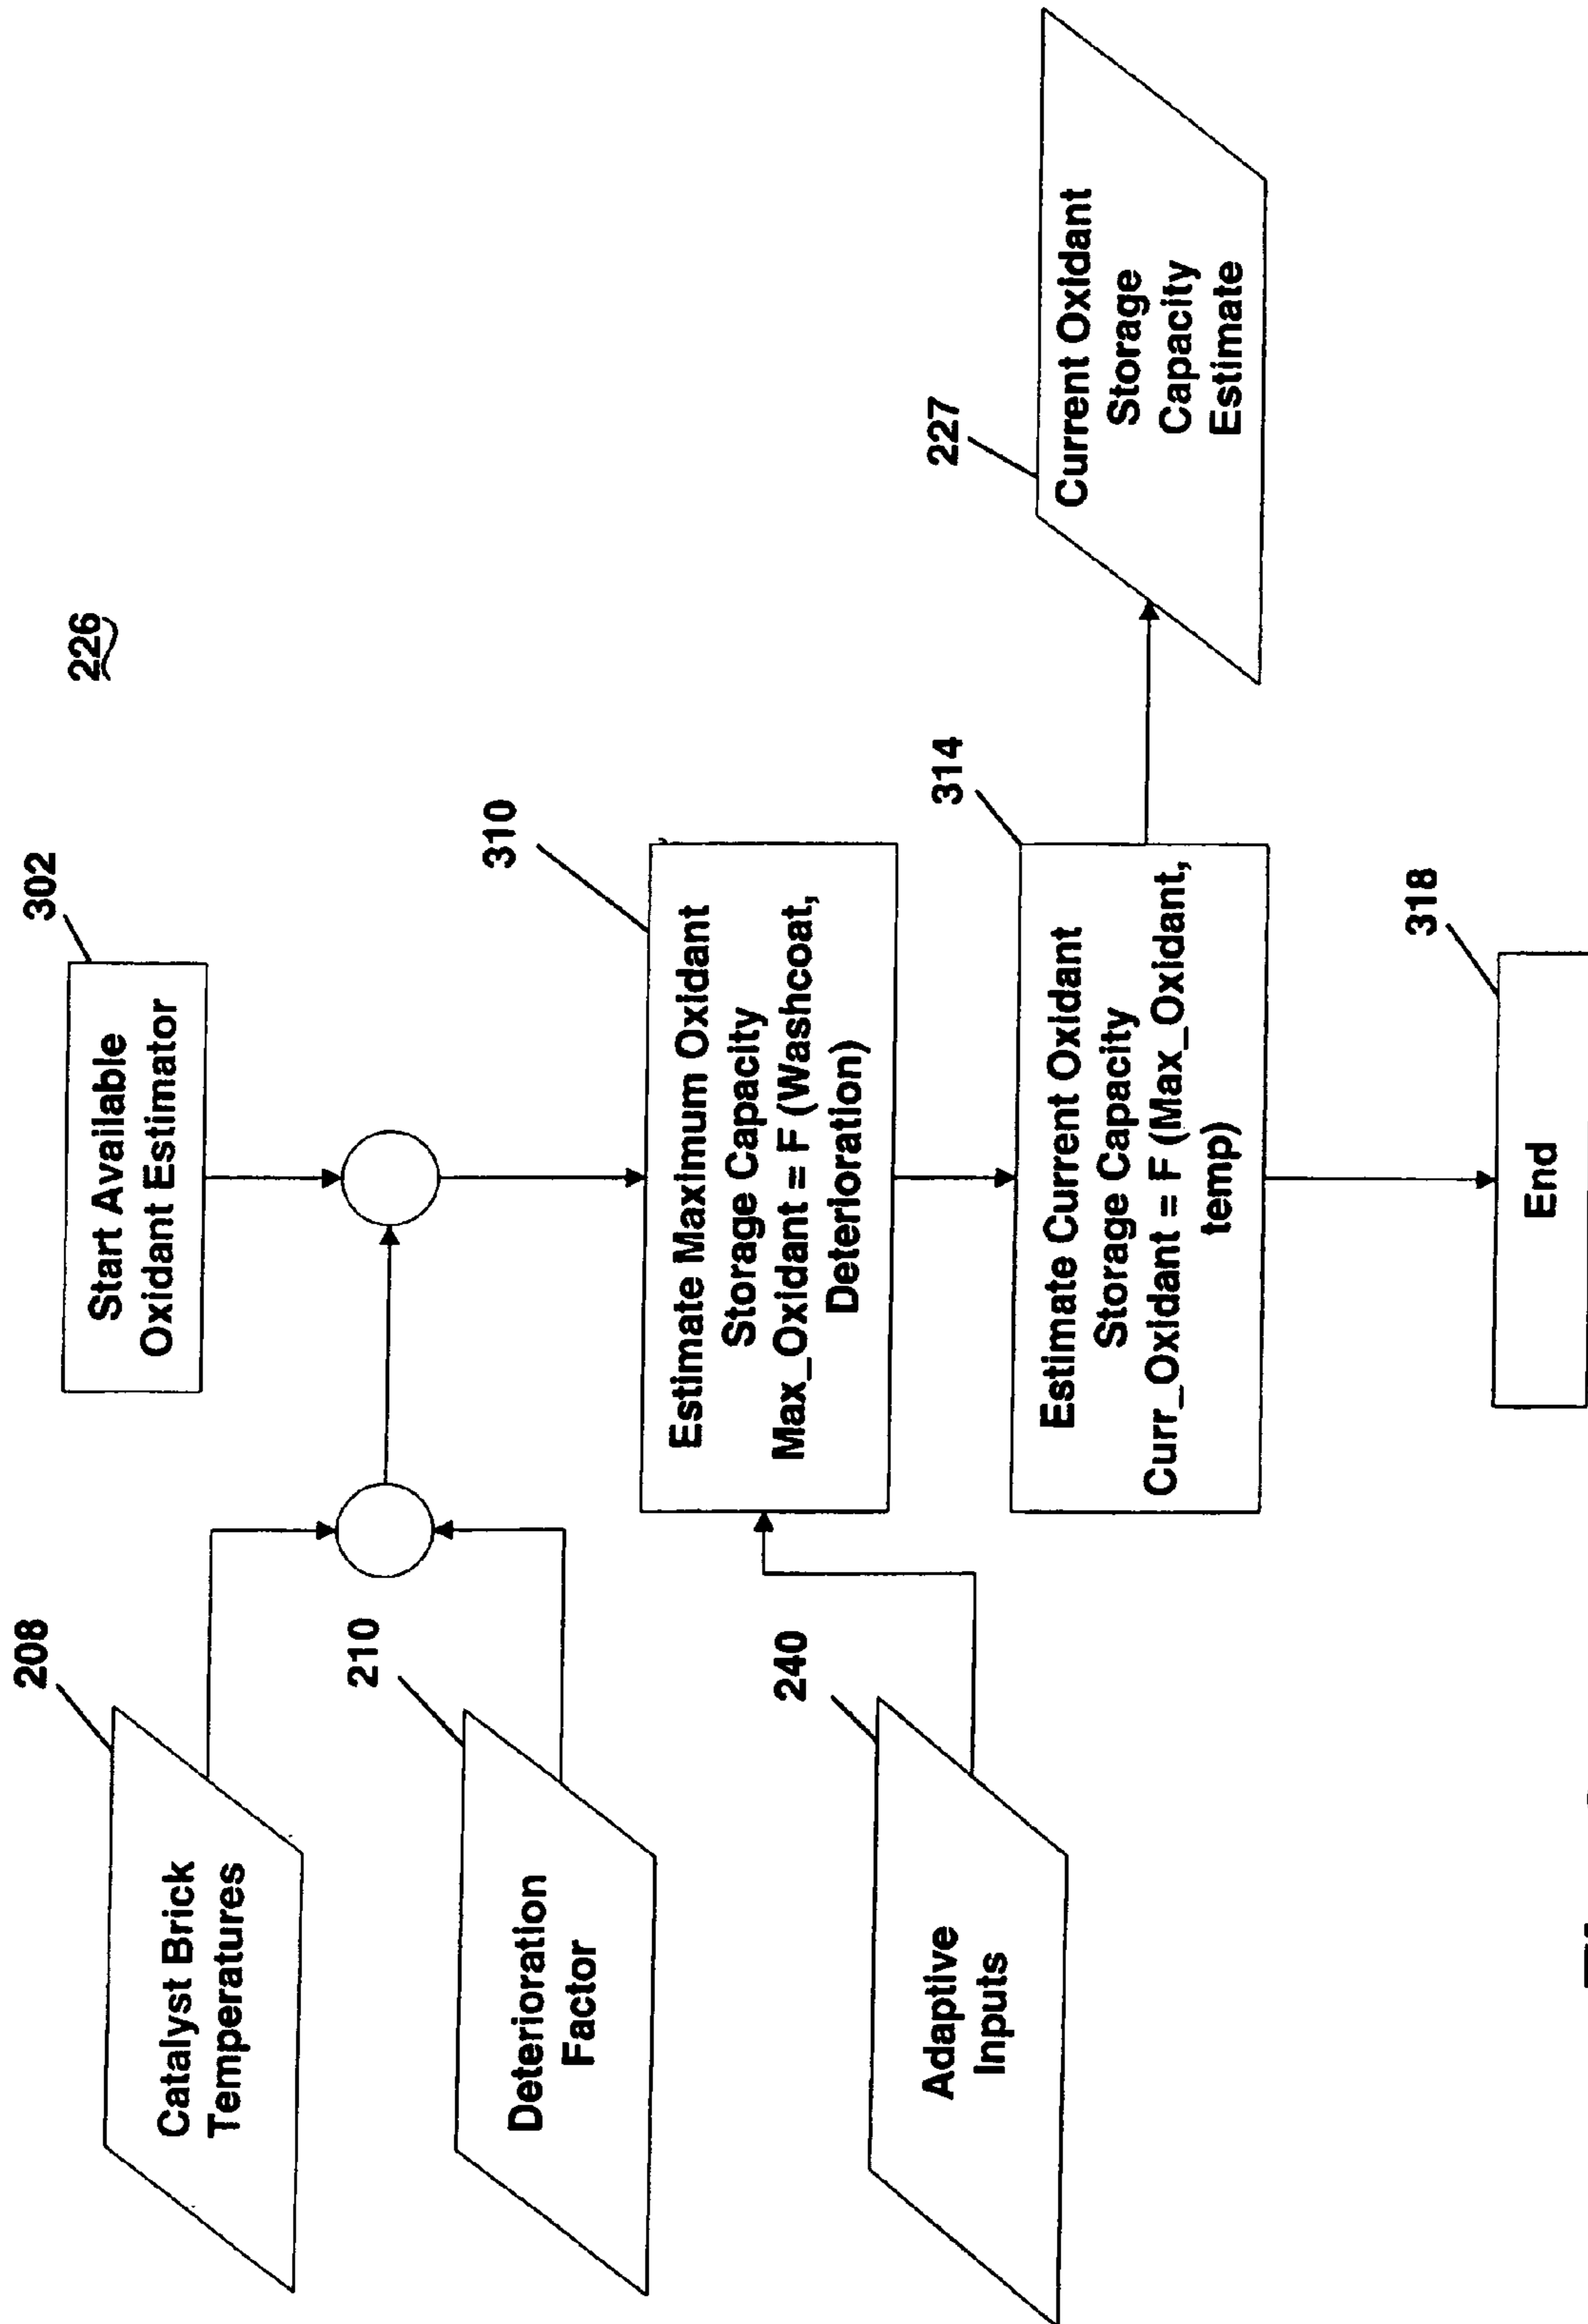 226
302
Start Available
Oxidant Estimator
208
Catalyst Brick
Temperatures
210
Deterioration
Factor
310
Estimate Maximum Oxidant
Storage Capacity
Max_Oxidant = F (Washcoat,
Deterioration)
240
Adaptive
Inputs
314
Estimate Current Oxidant
Storage Capacity
Curr_Oxidant = F (Max_Oxidant,
temp)
227
Current Oxidant
Storage
Capacity
Estimate
318
End